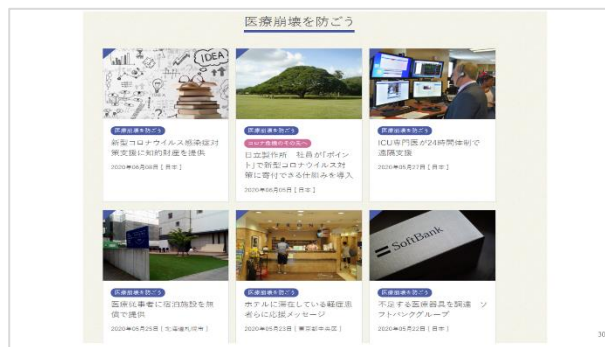 医療崩壊を防ごう
IDEA
医療崩壊を防ごう
新型コロナウイルス感染症対
策支援に知的財産を提供
2020年06月08日 [ 日本 ]
医療崩壊を防ごう
コロナ危機のその先へ
日立製作所 社員が「ポイン
ト」で新型コロナウイルス対
策に寄付できる仕組みを導入
2020年06月05日 [ 日本 ]
医療崩壊を防ごう
ICU専門医が24時間体制で
遠隔支援
2020年05月27日 [ 日本 ]
SoftBank
医療崩壊を防ごう
医療従事者に宿泊施設を無
償で提供
2020年05月25日 [ 北海道札幌市 ]
医療崩壊を防ごう
ホテルに滞在している軽症患
者らに応援メッセージ
2020年05月23日 [ 東京都中央区 ]
医療崩壊を防ごう
不足する医療器具を調達 ソ
フトバンクグループ
2020年05月22日 [ 日本 ]
30